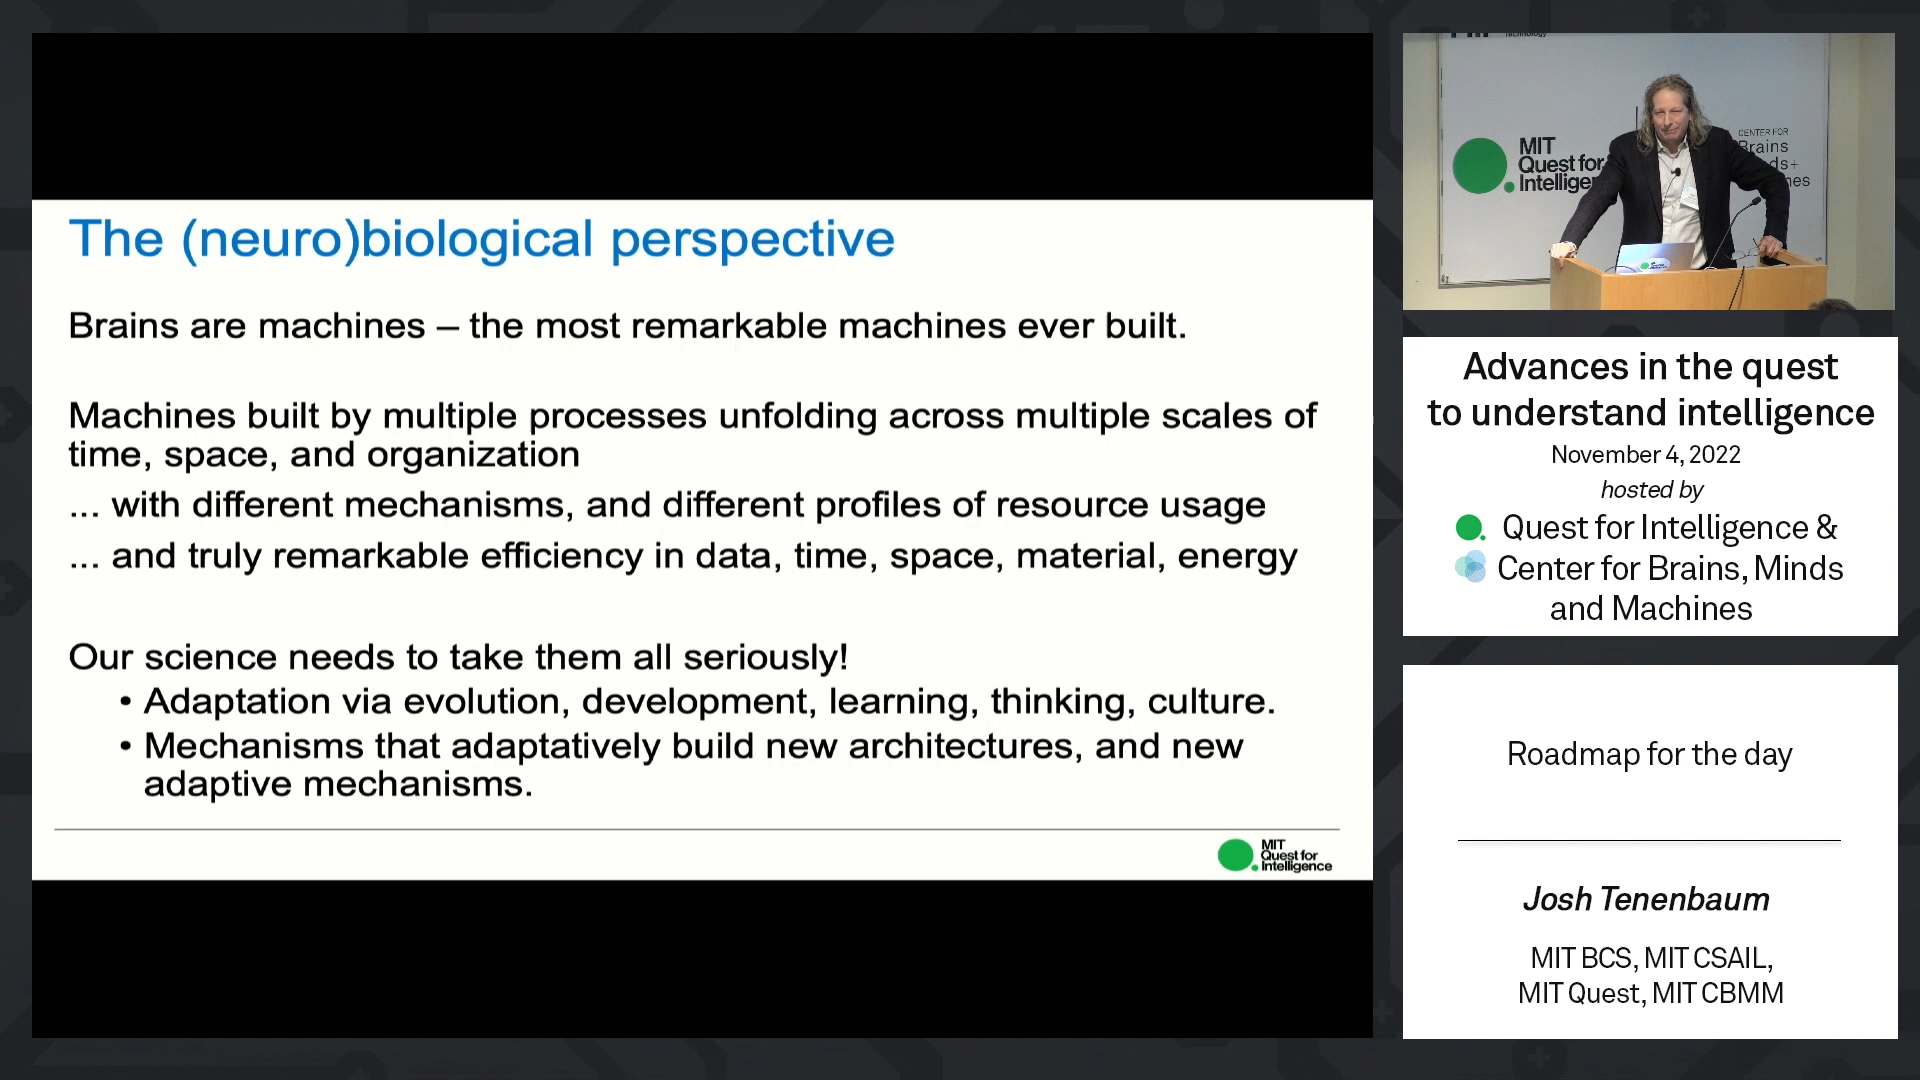 The (neuro)biological perspective
Brains are machines – the most remarkable machines ever built.
Machines built by multiple processes unfolding across multiple scales of
time, space, and organization
... with different mechanisms, and different profiles of resource usage
... and truly remarkable efficiency in data, time, space, material, energy
Our science needs to take them all seriously!
• Adaptation via evolution, development, learning, thinking, culture.
• Mechanisms that adaptatively build new architectures, and new
adaptive mechanisms.
MIT
Quest for
Intelligence
Technology
MIT
Quest for
CENTER FOR
Brains
Advances in the quest
to understand intelligence
November 4, 2022
hosted by
Quest for Intelligence &
Center for Brains, Minds
and Machines
Roadmap for the day
Josh Tenenbaum
MIT BCS, MIT CSAIL,
MIT Quest, MIT CBMM